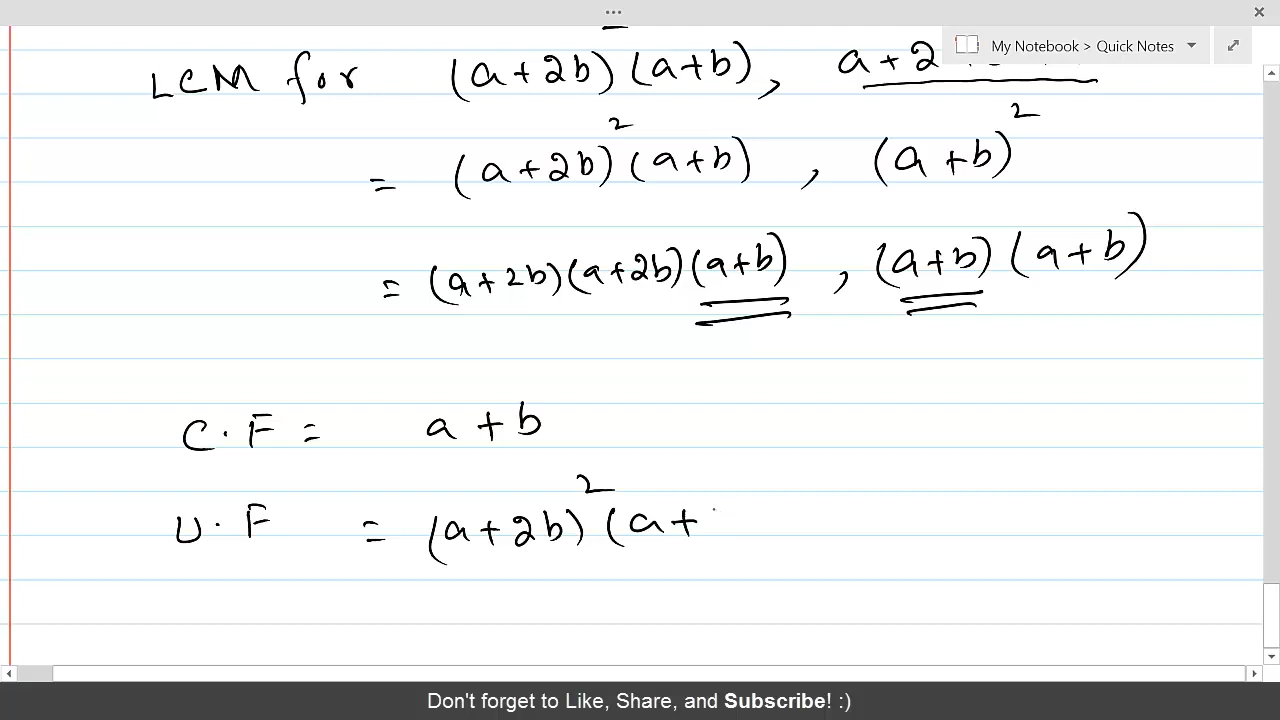 My Notebook > Quick Notes
LCM for (a+2b)²(a+b), a+2
= (a+2b)²(a+b) , (a+b)²
= (a+2b)(a+2b)(a+b) , (a+b)(a+b)
C.F = a+b
U.F = (a+2b)²(a+
Don't forget to Like, Share, and Subscribe! :)